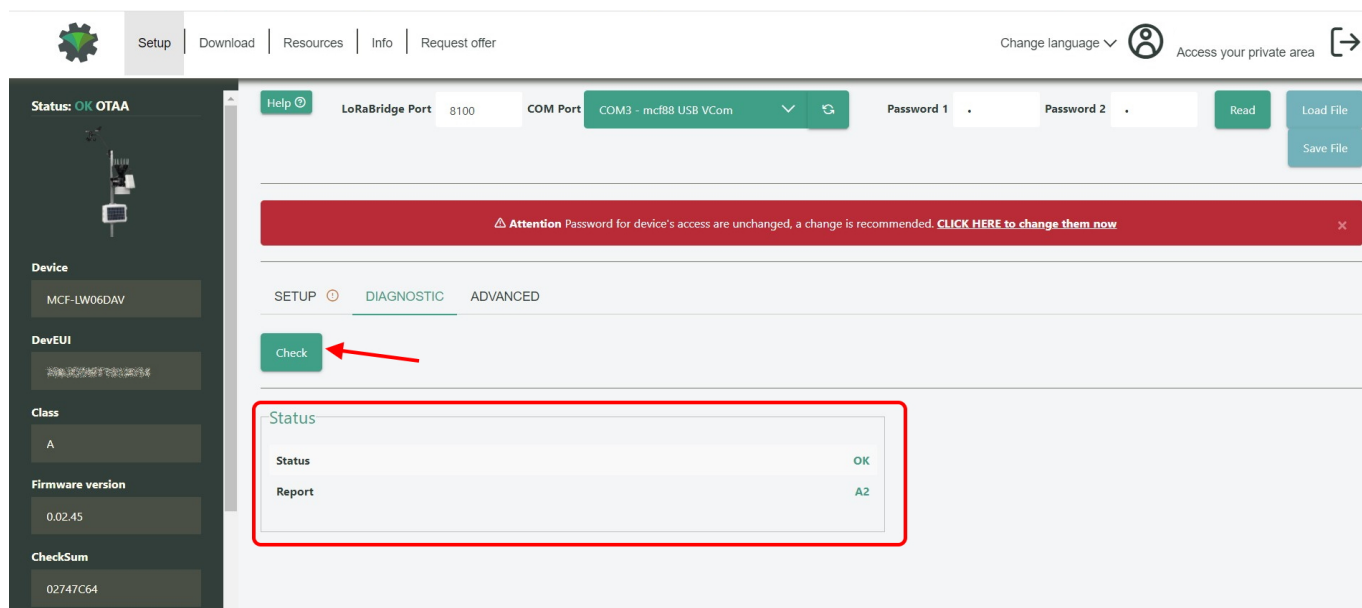 Setup Download Resources Info Request offer Change language Access your private area
Status: OK OTAA
Help LoRaBridge Port 8100 COM Port COM3 - mcf88 USB VCom Password 1 Password 2 Read Load File
Save File
Attention Password for device's access are unchanged, a change is recommended. CLICK HERE to change them now ×
Device
MCF-LW06DAV
SETUP DIAGNOSTIC ADVANCED
DevEUI
Check
Class
A
Status
Status OK
Report A2
Firmware version
0.02.45
CheckSum
02747C64